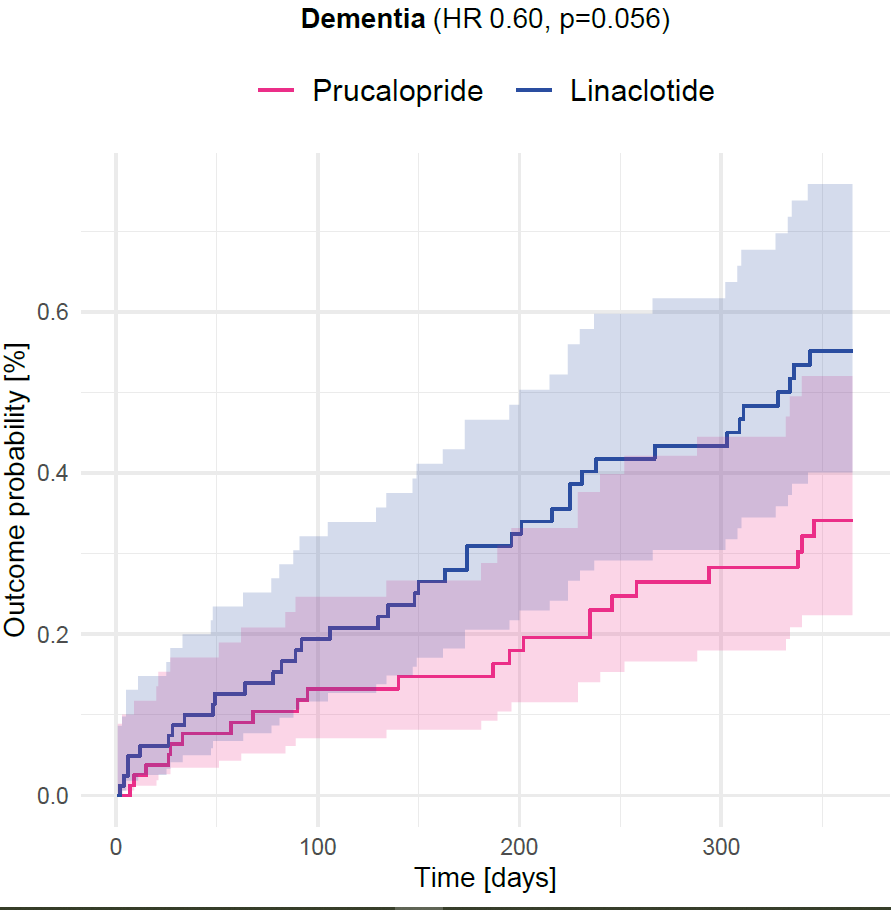 Dementia (HR 0.60, p=0.056)
Prucalopride Linaclotide
Outcome probability [%]
0.6
0.4
0.2
0.0
0 100 200 300
Time [days]